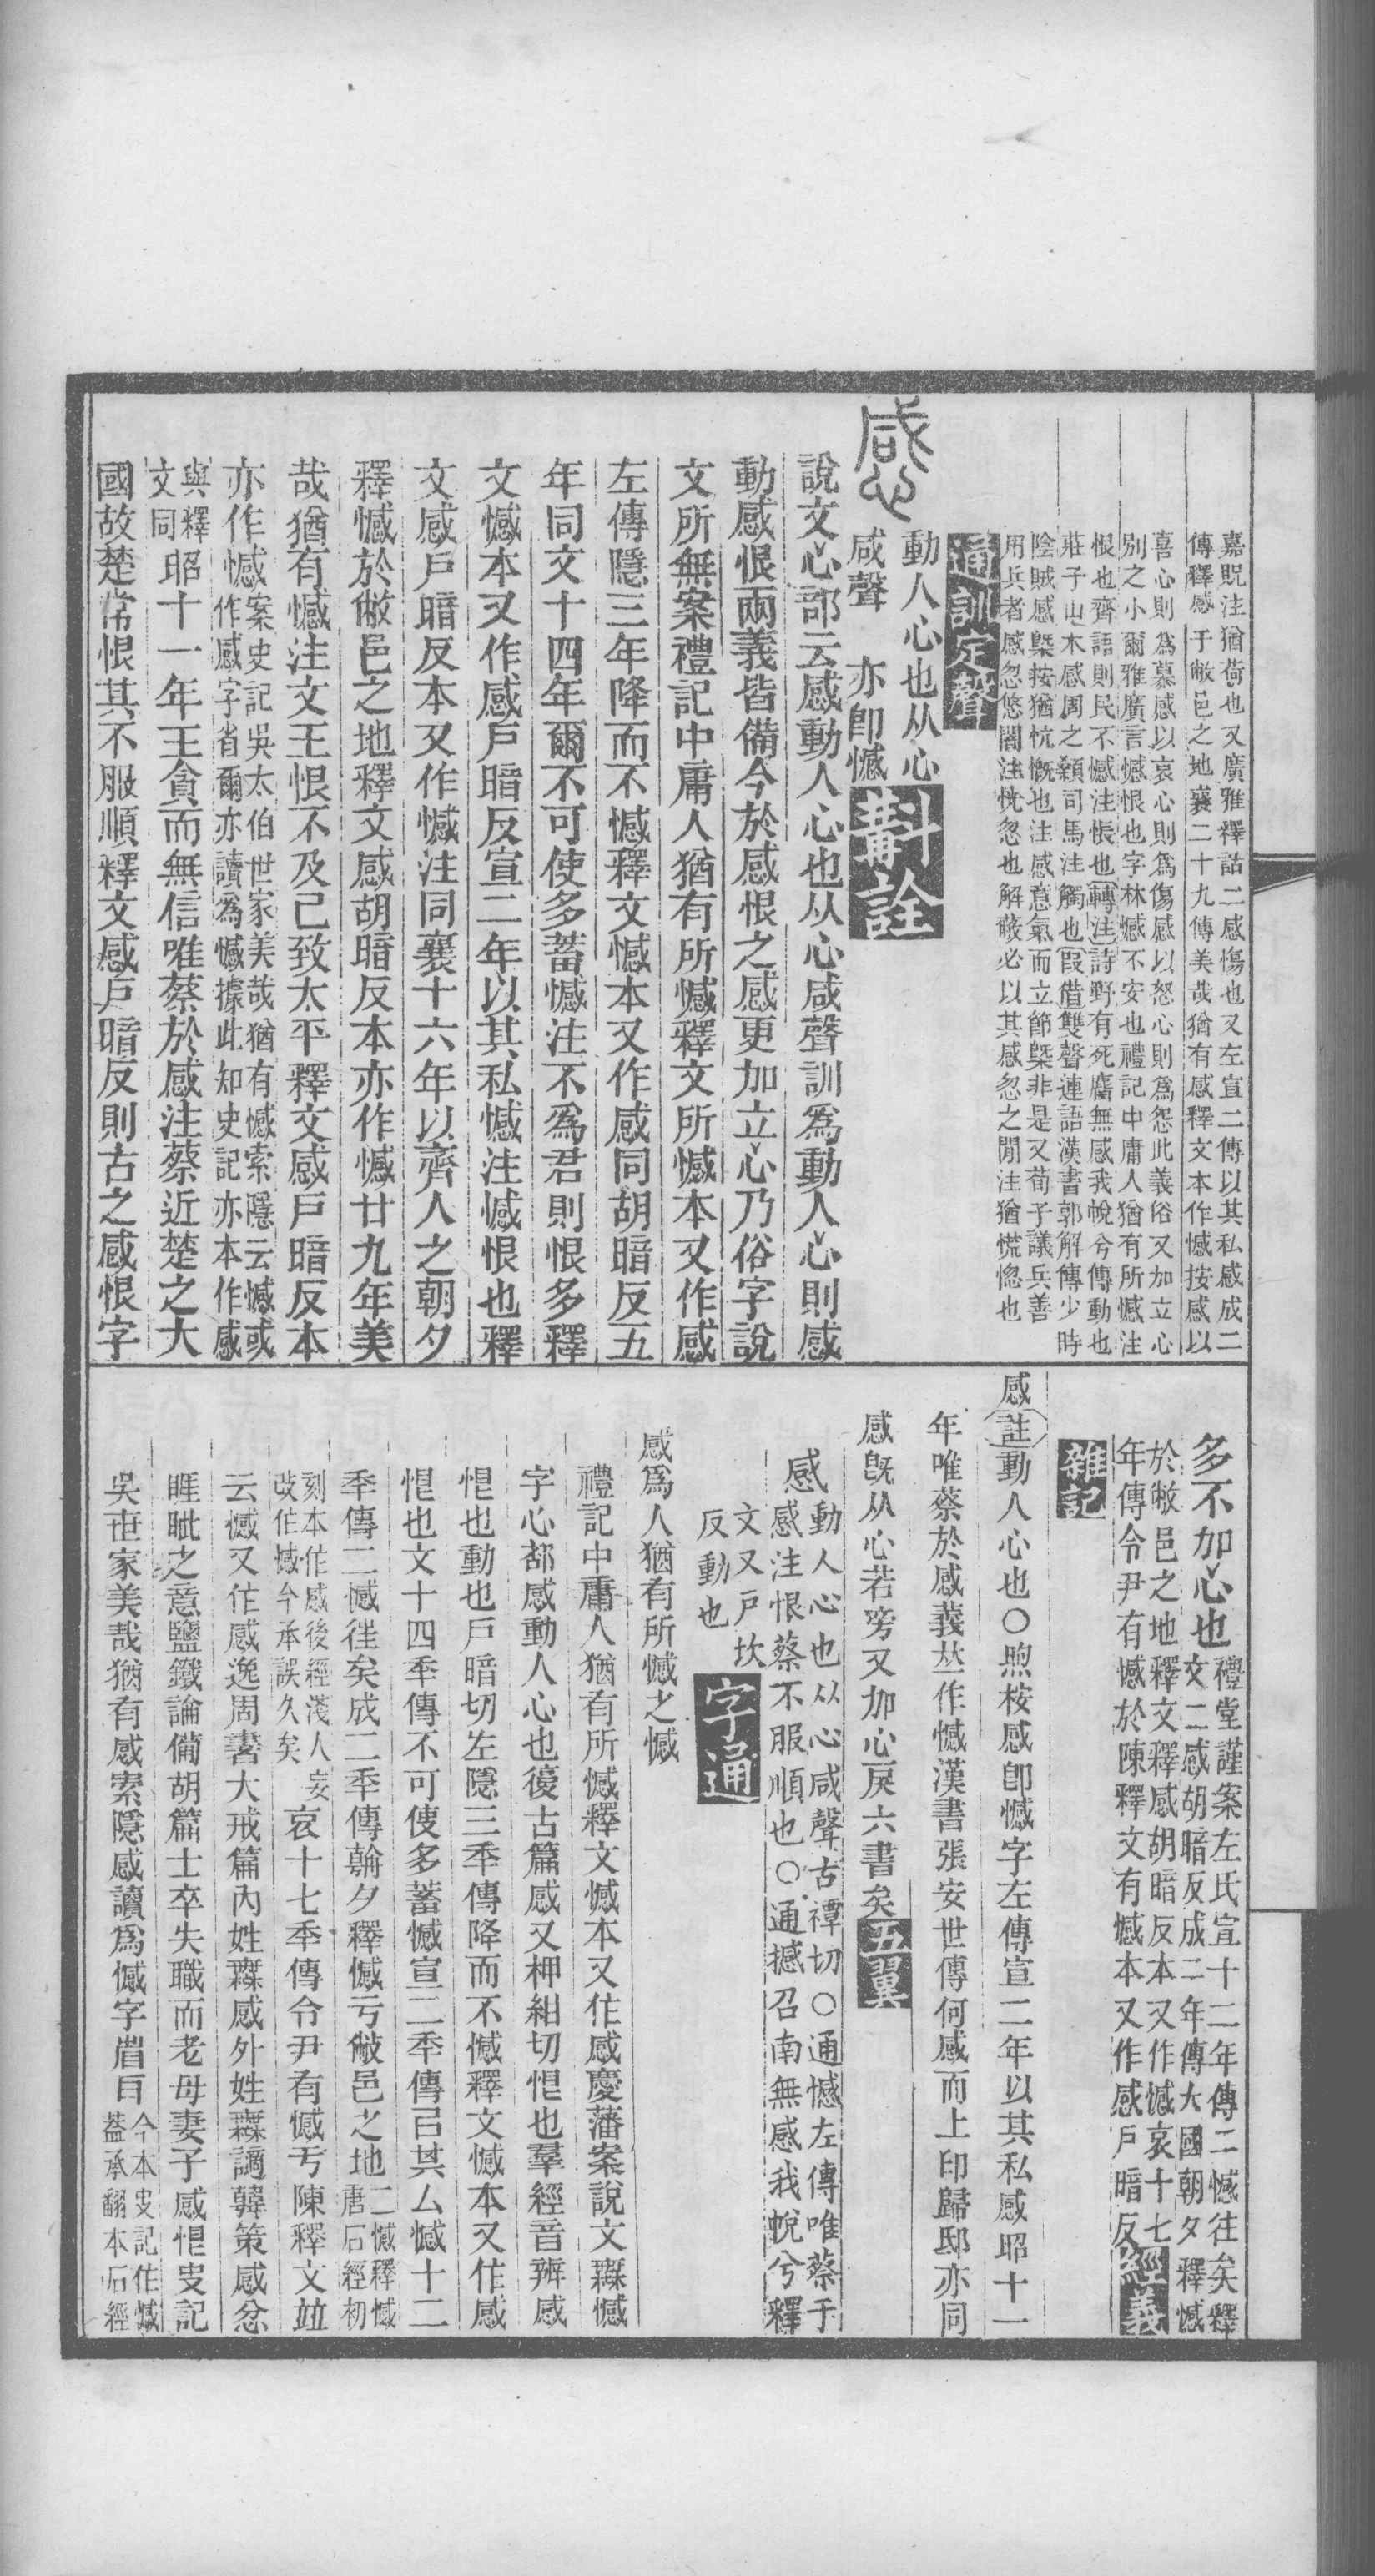 嘉貺注猶荷也又廣雅釋詁二感傷也又左宣二傳以其私感成二
傳釋感于敝邑之地襄二十九傳美哉猶有感釋文本作憾按感以
喜心則爲慕感以哀心則爲傷感以怒心則爲怨此義俗又加立心
別之小爾雅廣言憾恨也字林憾不安也禮記中庸人猶有所憾注
恨也齊語則民不憾注恨也轉注詩野有死麕無感我帨兮傳動也
莊子山木感周之顙司馬注觸也叚借雙聲連語漢書郭解傳少時
陰賊感槩按猶忼慨也注感意氣而立節槩非是又荀子議兵善
用兵者感忽悠闇注恍忽也解蔽必以其感忽之閒注猶慌惚也
通訓定聲
感
動人心也从心
咸聲 亦卽憾
斠詮
說文心部云感動人心也从心咸聲訓為動人心則感
動感恨兩義皆備今於感恨之感更加立心乃俗字說
文所無案禮記中庸人猶有所憾釋文所憾本又作感
左傳隱三年降而不憾釋文憾本又作感同胡暗反五
年同文十四年爾不可使多蓄憾注不爲君則恨多釋
文憾本又作感戶暗反宣二年以其私憾注憾恨也釋
文感戶暗反本又作憾注同襄十六年以齊人之朝夕
釋憾於敝邑之地釋文感胡暗反本亦作憾廿九年美
哉猶有憾注文王恨不及己致太平釋文感戶暗反本
亦作憾案史記吳太伯世家美哉猶有憾索隱云憾或
作感字省爾亦讀為憾據此知史記亦本作感
與釋
文同昭十一年王貪而無信唯蔡於感注蔡近楚之大
國故楚常恨其不服順釋文感戶暗反則古之感恨字
多不加心也禮堂謹案左氏宣十二年傳二憾往矣釋
文二感胡暗反成二年傳大國朝夕釋憾
於敝邑之地釋文釋感胡暗反本又作憾哀十七
年傳令尹有憾於陳釋文有憾本又作感戶暗反
經義
雜記
感註動人心也○煦桉感卽憾字左傳宣二年以其私感昭十一
年唯蔡於感義竝作憾漢書張安世傳何感而上印歸邸亦同
感旣从心若旁又加心戾六書矣五翼
感動人心也从心咸聲古禫切○通憾左傳唯蔡于
感注恨蔡不服順也○通撼召南無感我帨兮釋
文又戶坎
反動也
字通
感爲人猶有所憾之憾
禮記中庸人猶有所憾釋文憾本又作感慶藩案說文無憾
字心部感動人心也復古篇感又柙紺切恨也羣經音辨感
恨也動也戶暗切左隱三年傳降而不憾釋文憾本又作感
恨也文十四年傳不可使多蓄憾宣二年傳㠯其厶憾十二
年傳二憾往矣成二年傳朝夕釋憾亏敝邑之地二憾釋憾
唐石經初
刻本作感後經淺人妄
改作憾今承誤久矣哀十七年傳令尹有憾亏陳釋文竝
云憾又作感逸周書大戒篇內姓無感外姓無謫韓策感忿
睚眦之意鹽鐵論備胡篇士卒失職而老母妻子感恨史記
吳世家美哉猶有感索隱感讀爲憾字省目今本史記作憾
葢承翻本石經